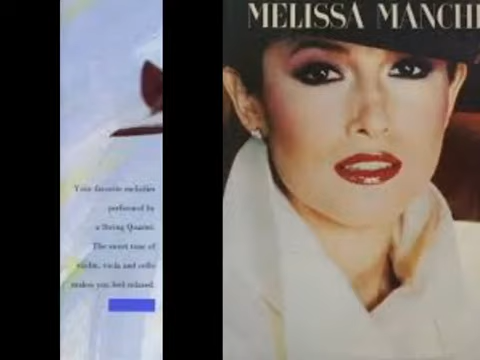 Your favorite melodies
performed by
a String Quartet.
The sweet tone of
violin, viola and cello
makes you feel relaxed.
MELISSA MANCHE